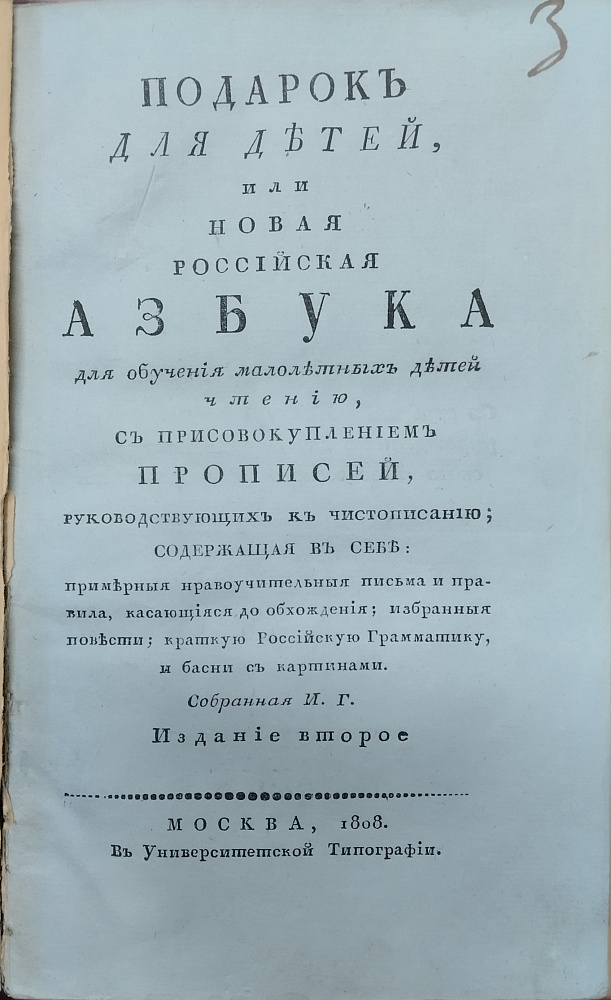 З
ПОДАРОКЪ
ДЛЯ ДѢТЕЙ,
ИЛИ
НОВАЯ
РОССІЙСКАЯ
АЗБУКА
для обученія малолѣтныхъ дѣтей
чтенію,
СЪ ПРИСОВОКУПЛЕНІЕМЪ
ПРОПИСЕЙ,
РУКОВОДСТВУЮЩИХЪ КЪ ЧИСТОПИСАНІЮ;
СОДЕРЖАЩАЯ ВЪ СЕБѢ:
примѣрныя нравоучительныя письма и пра-
вила, касающіяся до обхожденія; избранныя
повѣсти; краткую Россійскую Грамматику,
и басни съ картинами.
Собранная И. Г.
Изданіе второе
МОСКВА, 1808.
Въ Университетской Типографіи.